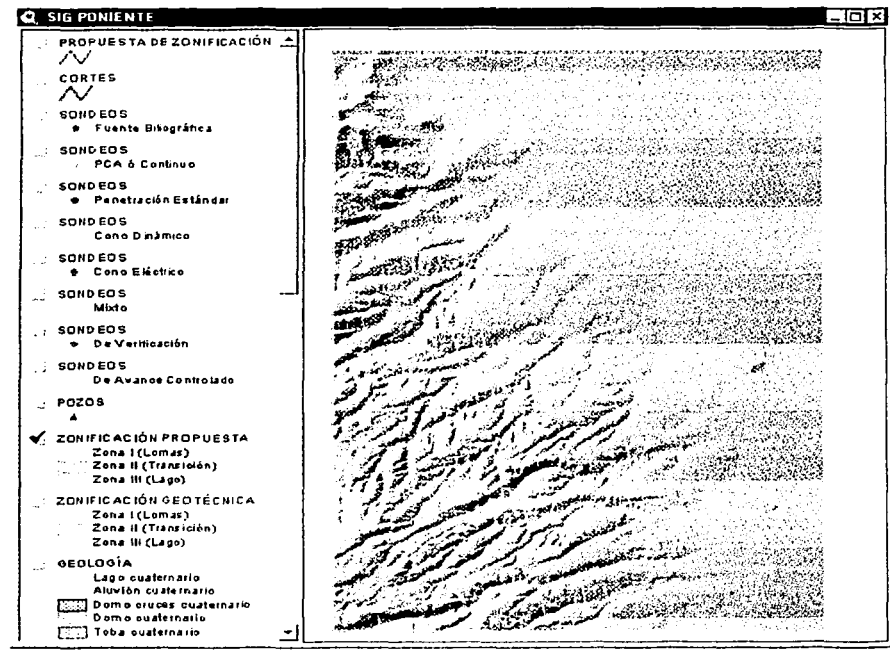 SIG PONIENTE
PROPUESTA DE ZONIFICACIÓN
CORTES
SONDEOS
Fuente Biliográfica
SONDEOS
PCA ó Continuo
SONDEOS
Penetración Estándar
SONDEOS
Cono Dinámico
SONDEOS
Cono Eléctrico
SONDEOS
Mixto
SONDEOS
De Verificación
SONDEOS
De Avance Controlado
POZOS
ZONIFICACIÓN PROPUESTA
Zona I (Lomas)
Zona II (Transición)
Zona III (Lago)
ZONIFICACIÓN GEOTÉCNICA
Zona I (Lomas)
Zona II (Transición)
Zona III (Lago)
GEOLOGÍA
Lago cuaternario
Aluvión cuaternario
Domo cruces cuaternario
Domo cuaternario
Toba cuaternario